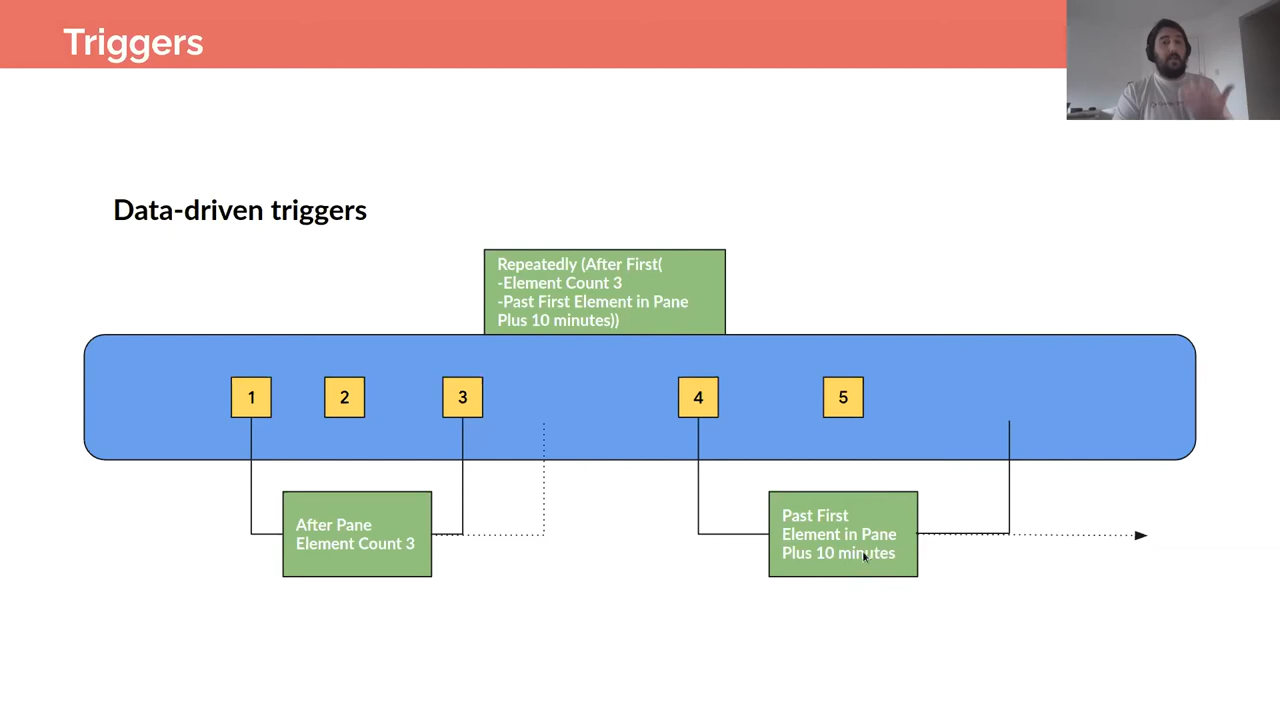 Triggers
Data-driven triggers
Repeatedly (After First(
-Element Count 3
-Past First Element in Pane
Plus 10 minutes))
1
2
3
4
5
After Pane
Element Count 3
Past First
Element in Pane
Plus 10 minutes